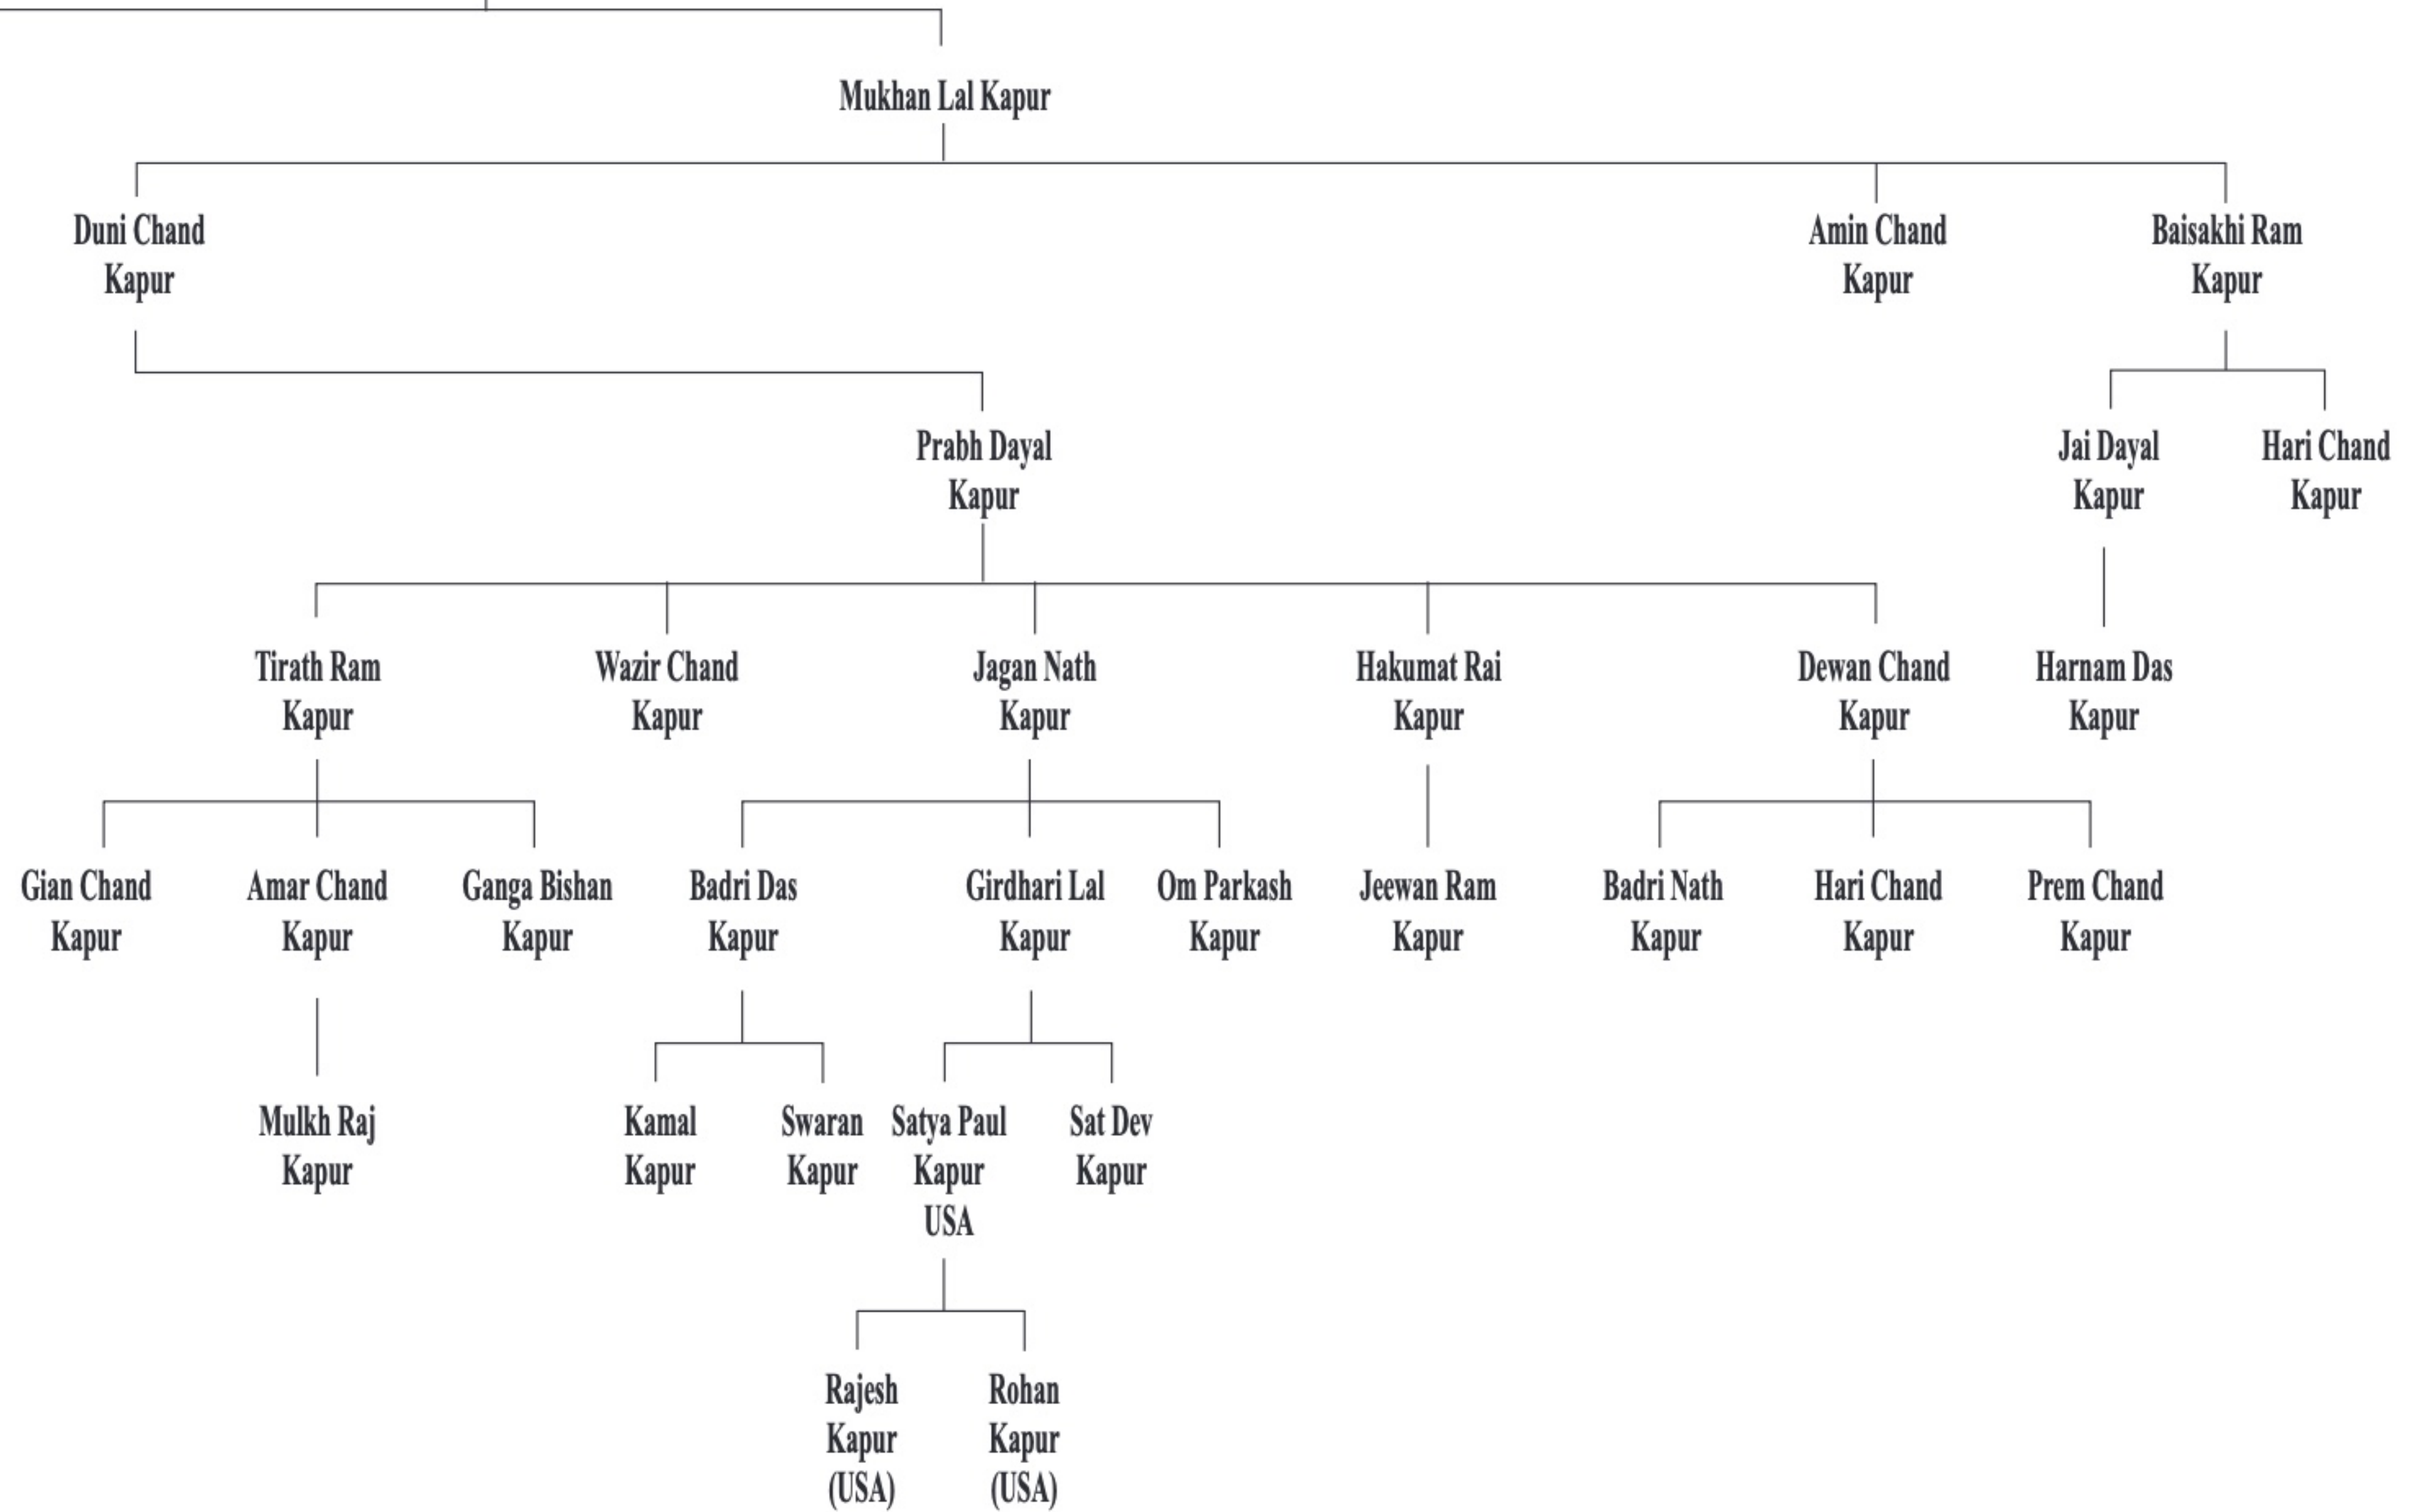 Mukhan Lal Kapur
Duni Chand
Kapur
Amin Chand
Kapur
Baisakhi Ram
Kapur
Prabh Dayal
Kapur
Jai Dayal
Kapur
Hari Chand
Kapur
Tirath Ram
Kapur
Wazir Chand
Kapur
Jagan Nath
Kapur
Hakumat Rai
Kapur
Dewan Chand
Kapur
Harnam Das
Kapur
Gian Chand
Kapur
Amar Chand
Kapur
Ganga Bishan
Kapur
Badri Das
Kapur
Girdhari Lal
Kapur
Om Parkash
Kapur
Jeewan Ram
Kapur
Badri Nath
Kapur
Hari Chand
Kapur
Prem Chand
Kapur
Mulkh Raj
Kapur
Kamal
Kapur
Swaran
Kapur
Satya Paul
Kapur
USA
Sat Dev
Kapur
Rajesh
Kapur
(USA)
Rohan
Kapur
(USA)